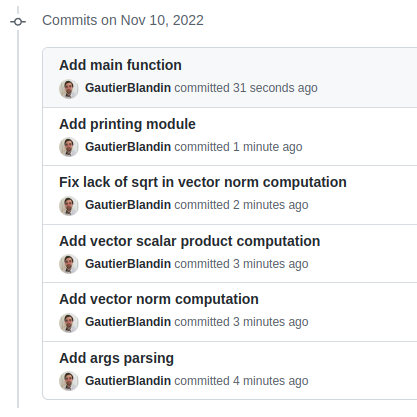 Commits on Nov 10, 2022
Add main function
GautierBlandin committed 31 seconds ago
Add printing module
GautierBlandin committed 1 minute ago
Fix lack of sqrt in vector norm computation
GautierBlandin committed 2 minutes ago
Add vector scalar product computation
GautierBlandin committed 3 minutes ago
Add vector norm computation
GautierBlandin committed 3 minutes ago
Add args parsing
GautierBlandin committed 4 minutes ago